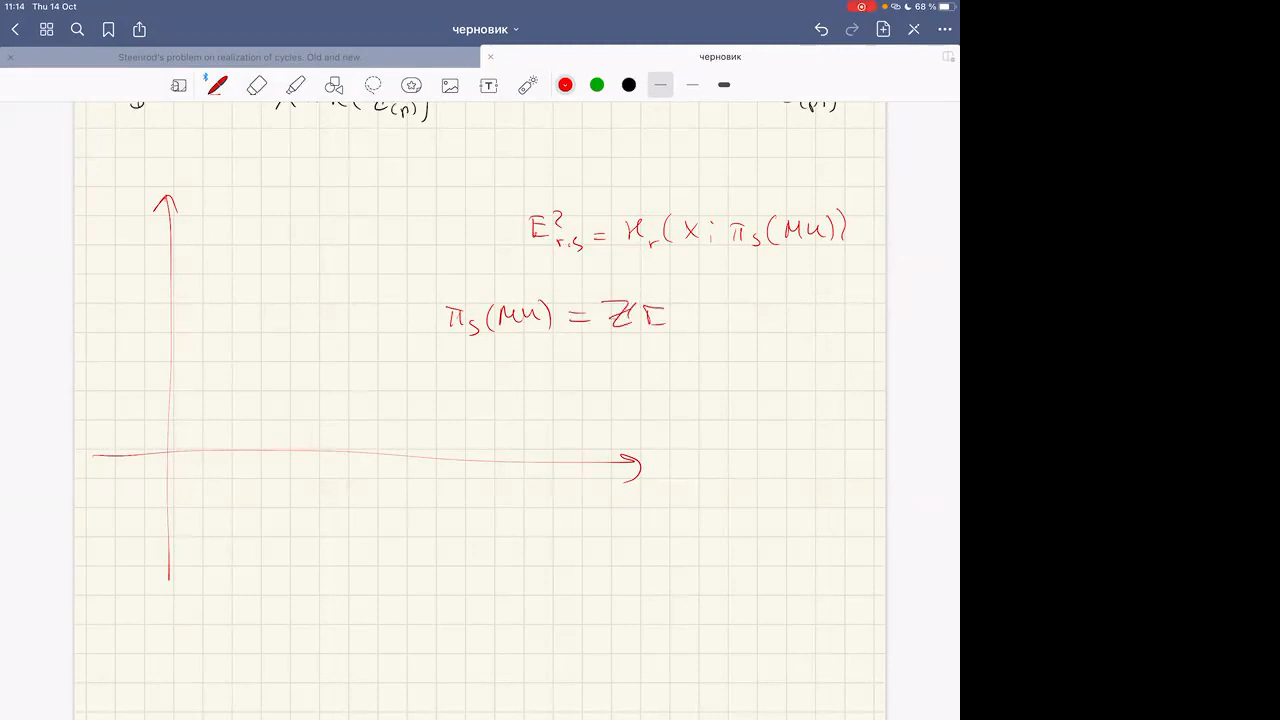 11:14 Thu 14 Oct
68 %
черновик
Steenrod's problem on realization of cycles. Old and new.
черновик
E²_{r,s} = H_r(X; π_s(MU))
π_s(MU) = ℤ[